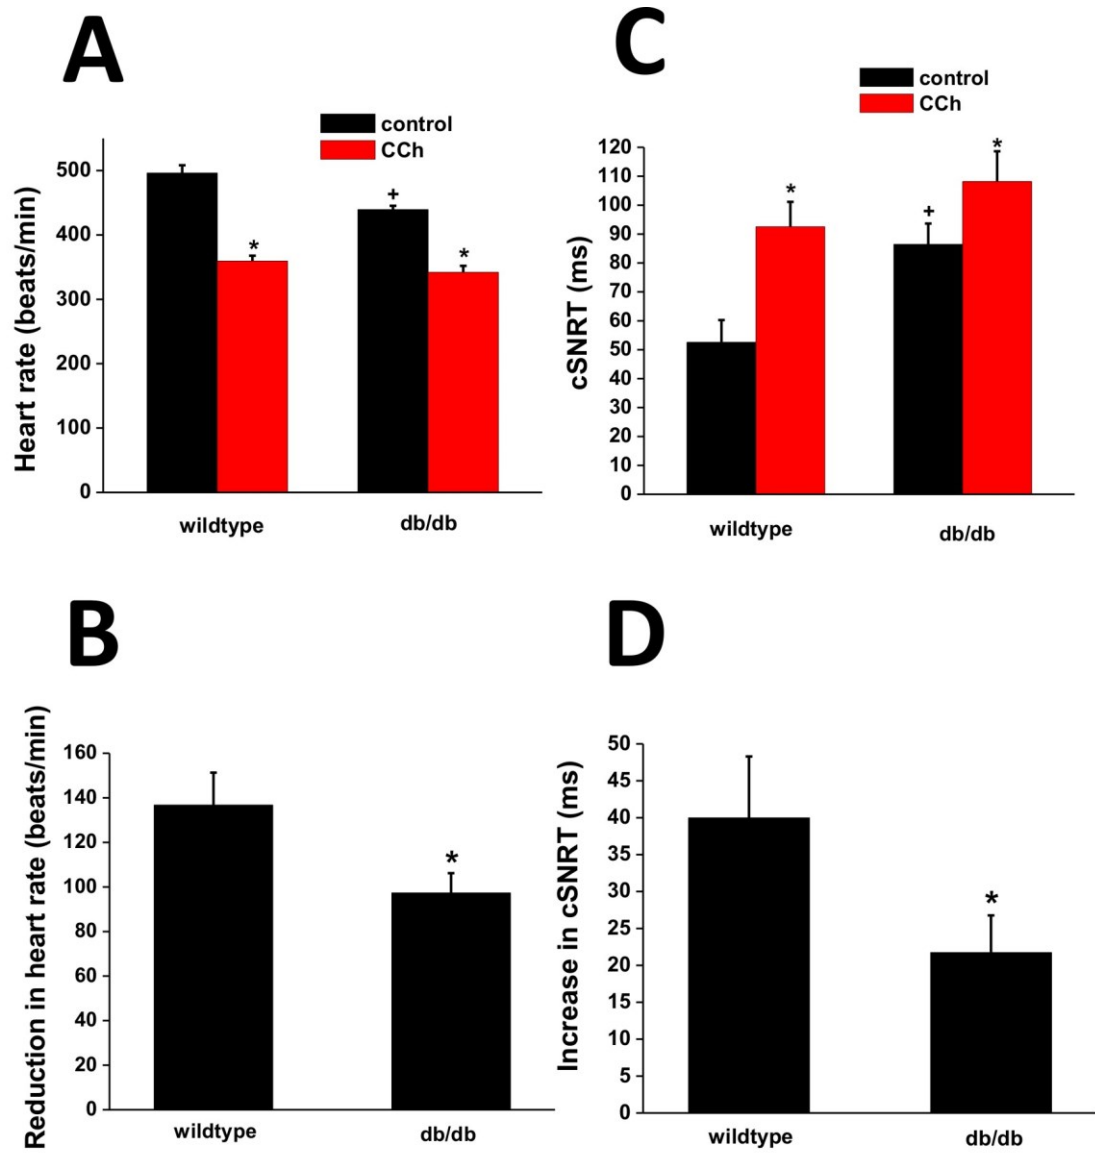 A
control
CCh
Heart rate (beats/min)
500
400
300
200
100
0
+
*
*
wildtype
db/db
C
control
CCh
cSNRT (ms)
120
110
100
90
80
70
60
50
40
30
20
10
0
*
+
*
wildtype
db/db
B
Reduction in heart rate (beats/min)
160
140
120
100
80
60
40
20
0
*
wildtype
db/db
D
Increase in cSNRT (ms)
50
45
40
35
30
25
20
15
10
5
0
*
wildtype
db/db